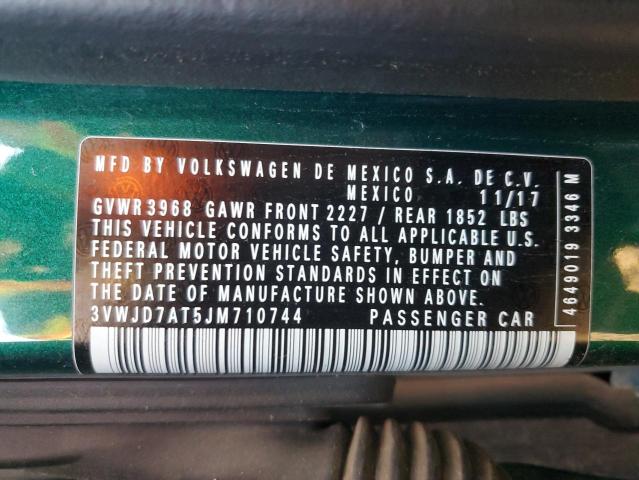 MFD BY VOLKSWAGEN DE MEXICO S.A. DE C.V.
MEXICO 11/17
GVWR 3968 GAWR FRONT 2227 / REAR 1852 LBS
THIS VEHICLE CONFORMS TO ALL APPLICABLE U.S.
FEDERAL MOTOR VEHICLE SAFETY, BUMPER AND
THEFT PREVENTION STANDARDS IN EFFECT ON
THE DATE OF MANUFACTURE SHOWN ABOVE.
3VWJD7AT5JM710744 PASSENGER CAR
4649019 3346 M